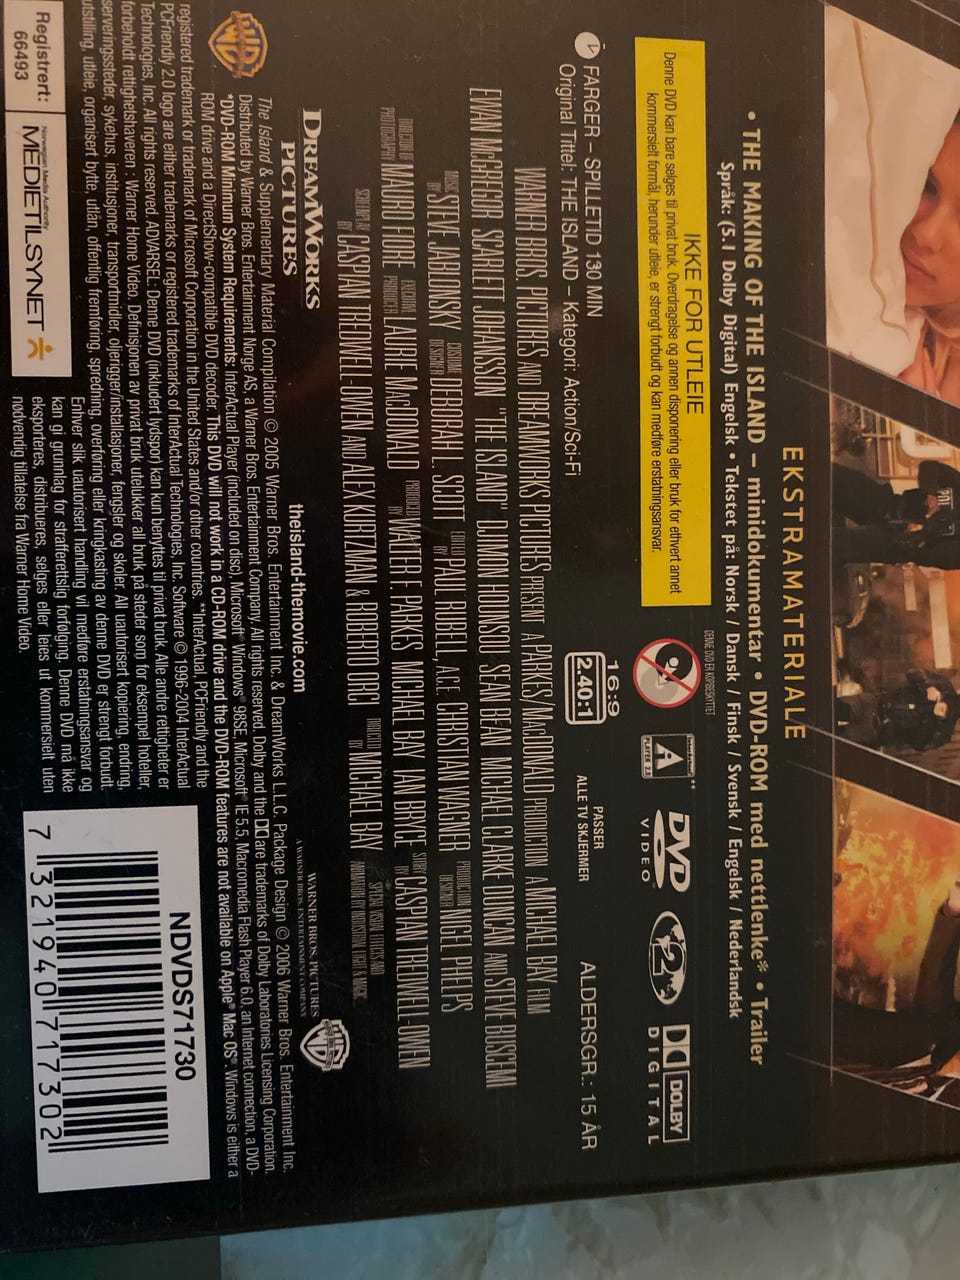 EKSTRAMATERIALE
• THE MAKING OF THE ISLAND – minidokumentar • DVD-ROM med nettlenke* • Trailer
Språk: (5.1 Dolby Digital) Engelsk • Tekstet på: Norsk / Dansk / Finsk / Svensk / Engelsk / Nederlandsk
IKKE FOR UTLEIE
Denne DVD kan bare selges til privat bruk. Overdragelse og annen disponering eller bruk for ethvert annet
kommersielt formål, herunder utleie, er strengt forbudt og kan medføre erstatningsansvar.
DENNE DVD ER KOPIBESKYTTET
PLAYER 2.0
DVD
VIDEO
2
DOLBY
DIGITAL
FARGER – SPILLETID 130 MIN
Original Titel: THE ISLAND – Kategori: Action/Sci-Fi
16:9
2.40:1
PASSER
ALLE TV SKJERMER
ALDERSGR.: 15 ÅR
WARNER BROS. PICTURES AND DREAMWORKS PICTURES PRESENT A PARKES/MacDONALD PRODUCTION A MICHAEL BAY FILM
EWAN McGREGOR SCARLETT JOHANSSON "THE ISLAND" DJIMON HOUNSOU SEAN BEAN MICHAEL CLARKE DUNCAN AND STEVE BUSCEMI
MUSIC BY STEVE JABLONSKY COSTUME DESIGNER DEBORAH L. SCOTT EDITED BY PAUL RUBELL, A.C.E. CHRISTIAN WAGNER PRODUCTION DESIGNER NIGEL PHELPS
DIRECTOR OF PHOTOGRAPHY MAURO FIORE EXECUTIVE PRODUCER LAURIE MacDONALD PRODUCED BY WALTER F. PARKES MICHAEL BAY IAN BRYCE STORY BY CASPIAN TREDWELL-OWEN
SCREENPLAY BY CASPIAN TREDWELL-OWEN AND ALEX KURTZMAN & ROBERTO ORCI DIRECTED BY MICHAEL BAY
DREAMWORKS
PICTURES
theisland-themovie.com
WARNER BROS. PICTURES
A WARNER BROS. ENTERTAINMENT COMPANY
The Island & Supplementary Material Compilation © 2005 Warner Bros. Entertainment Inc. & DreamWorks L.L.C. Package Design © 2006 Warner Bros. Entertainment Inc.
Distributed by Warner Bros. Entertainment Norge AS, a Warner Bros. Entertainment Company. All rights reserved. Dolby and the are trademarks of Dolby Laboratories Licensing Corporation.
*DVD-ROM Minimum System Requirements: InterActual Player (included on disc), Microsoft® Windows® 98SE, Microsoft® IE 5.5, Macromedia Flash Player 6.0, an Internet connection, a DVD-
ROM drive and a DirectShow-compatible DVD decoder. This DVD will not work in a CD-ROM drive and the DVD-ROM features are not available on Apple® Mac OS®. Windows is either a
registered trademark or trademark of Microsoft Corporation in the United States and/or other countries. **InterActual, PCFriendly and the
PCFriendly 2.0 logo are either trademarks or registered trademarks of InterActual Technologies, Inc. Software © 1996-2004 InterActual
Technologies, Inc. All rights reserved. ADVARSEL: Denne DVD (inkludert lydspor) kan kun benyttes til privat bruk. Alle andre rettigheter er
forbeholdt rettighetshaveren : Warner Home Video. Definisjonen av privat bruk utelukker all bruk på steder som for eksempel hoteller,
serveringssteder, sykehus, institusjoner, transportmidler, oljerigger/installasjoner, fengsler og skoler. All uautorisert kopiering, endring,
utstilling, utleie, organisert bytte, utlån, offentlig fremføring, spredning, overføring eller kringkasting av denne DVD er strengt forbudt.
Enhver slik uautorisert handling vil medføre erstatningsansvar og
kan gi grunnlag for strafferettslig forfølging. Denne DVD må ikke
eksporteres, distribueres, selges eller leies ut kommersielt uten
nødvendig tillatelse fra Warner Home Video.
Registrert:
66493
Norwegian Media Authority
MEDIETILSYNET
NDVDS71730
7 321940 717302